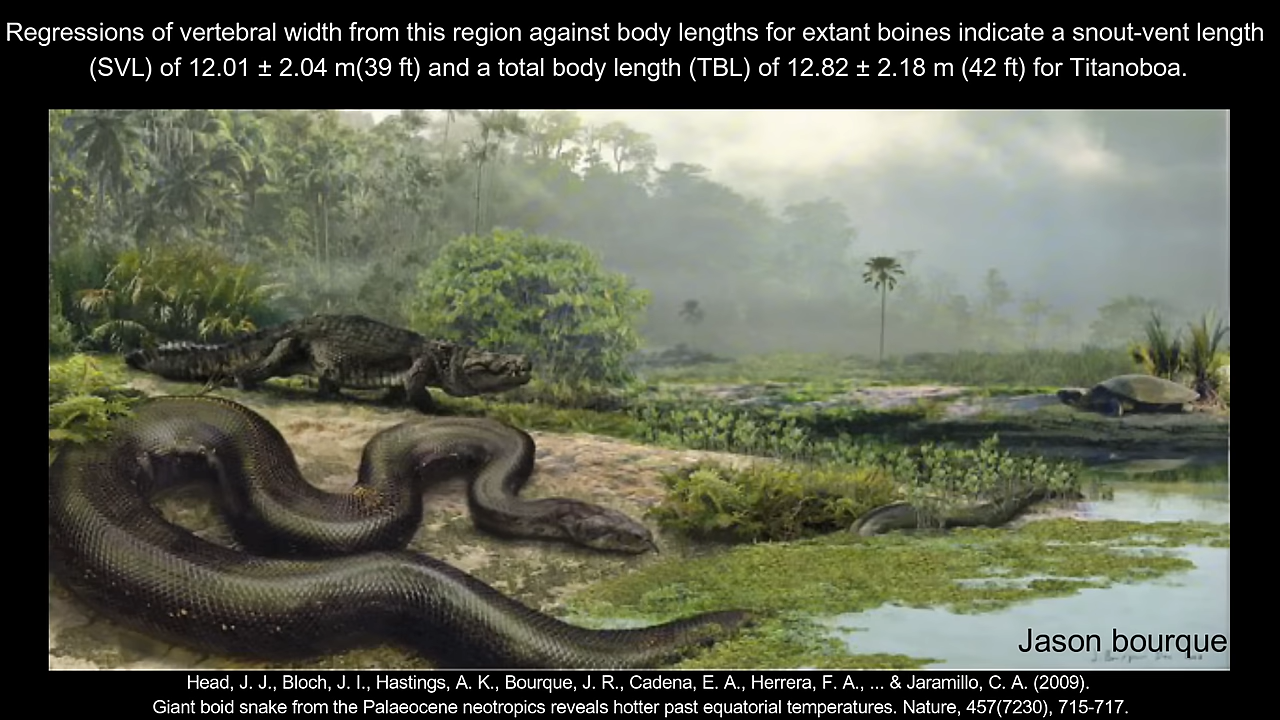 Regressions of vertebral width from this region against body lengths for extant boines indicate a snout-vent length
(SVL) of 12.01 ± 2.04 m(39 ft) and a total body length (TBL) of 12.82 ± 2.18 m (42 ft) for Titanoboa.
Jason bourque
Head, J. J., Bloch, J. I., Hastings, A. K., Bourque, J. R., Cadena, E. A., Herrera, F. A., ... & Jaramillo, C. A. (2009).
Giant boid snake from the Palaeocene neotropics reveals hotter past equatorial temperatures. Nature, 457(7230), 715-717.